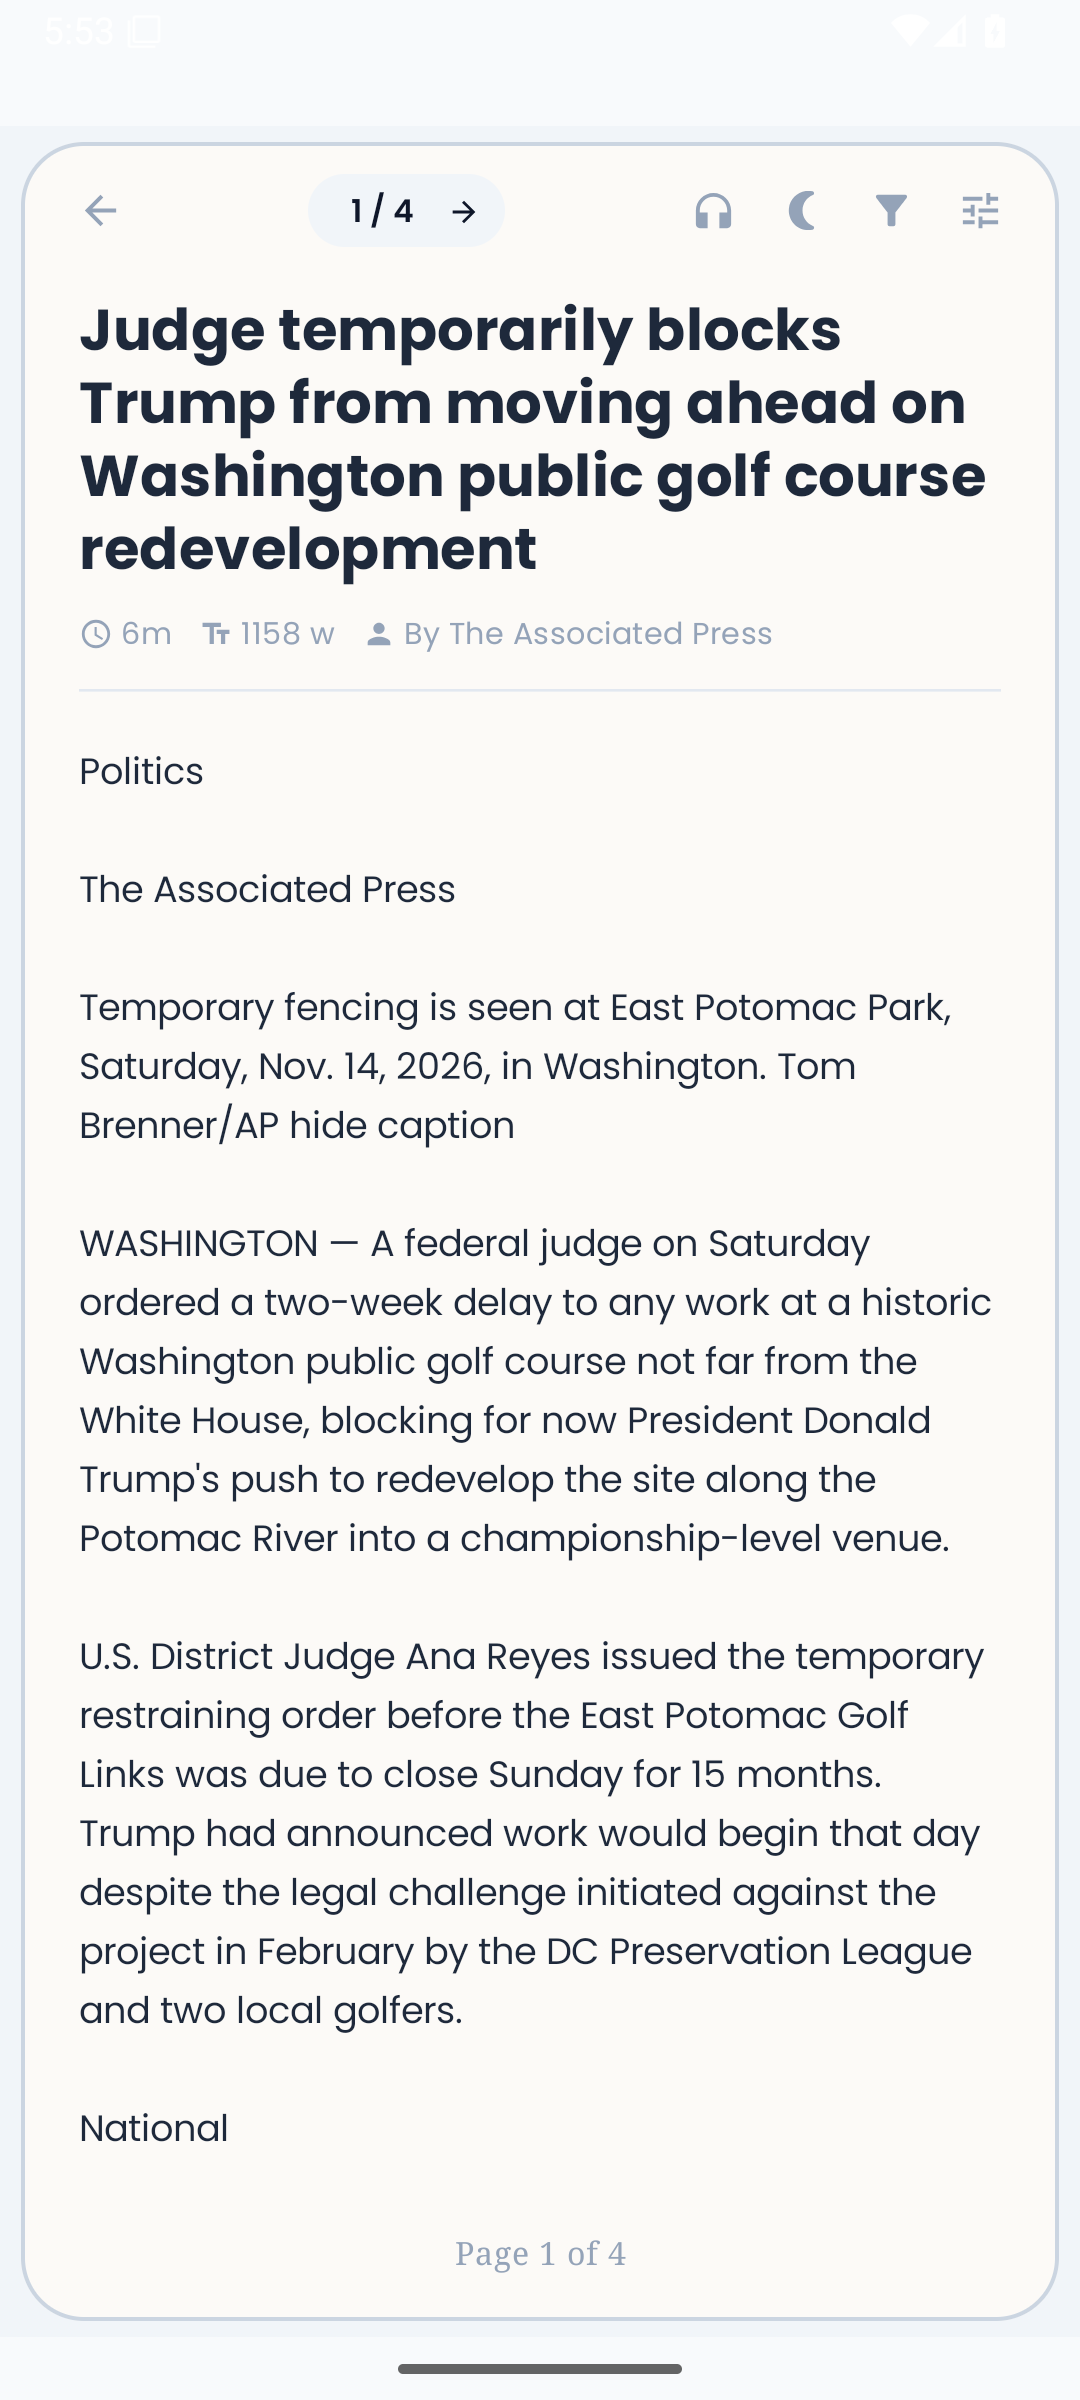 5:53
1 / 4
Judge temporarily blocks
Trump from moving ahead on
Washington public golf course
redevelopment
6m 1158 w By The Associated Press
Politics
The Associated Press
Temporary fencing is seen at East Potomac Park,
Saturday, Nov. 14, 2026, in Washington. Tom
Brenner/AP hide caption
WASHINGTON — A federal judge on Saturday
ordered a two-week delay to any work at a historic
Washington public golf course not far from the
White House, blocking for now President Donald
Trump's push to redevelop the site along the
Potomac River into a championship-level venue.
U.S. District Judge Ana Reyes issued the temporary
restraining order before the East Potomac Golf
Links was due to close Sunday for 15 months.
Trump had announced work would begin that day
despite the legal challenge initiated against the
project in February by the DC Preservation League
and two local golfers.
National
Page 1 of 4